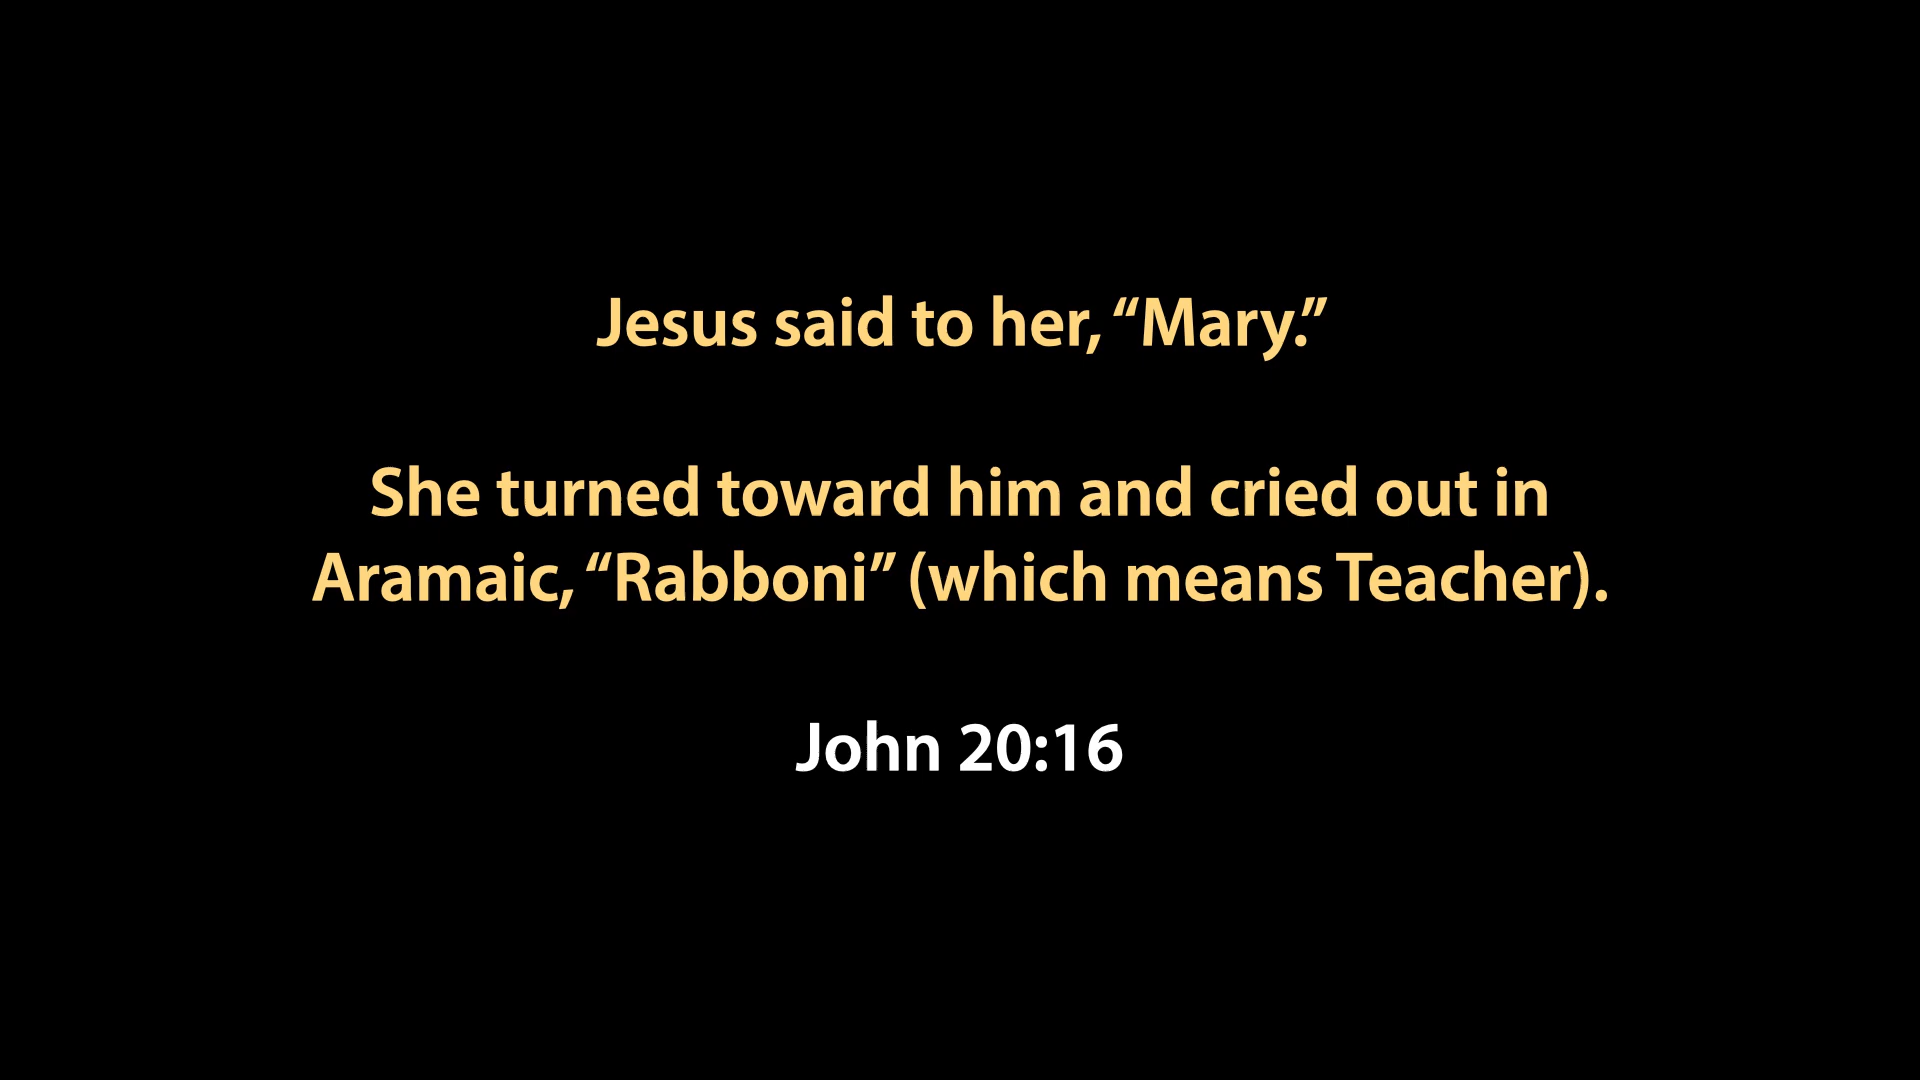 Jesus said to her, “Mary.”
She turned toward him and cried out in
Aramaic, “Rabboni” (which means Teacher).
John 20:16